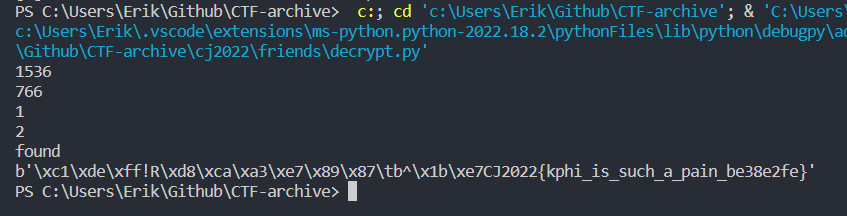 PS C:\Users\Erik\Github\CTF-archive>  c:; cd 'c:\Users\Erik\Github\CTF-archive'; & 'C:\Users
c:\Users\Erik\.vscode\extensions\ms-python.python-2022.18.2\pythonFiles\lib\python\debugpy\ad
\Github\CTF-archive\cj2022\friends\decrypt.py'
1536
766
1
2
found
b'\xc1\xde\xff!R\xd8\xca\xa3\xe7\x89\x87\tb^\x1b\xe7CJ2022{kphi_is_such_a_pain_be38e2fe}'
PS C:\Users\Erik\Github\CTF-archive>